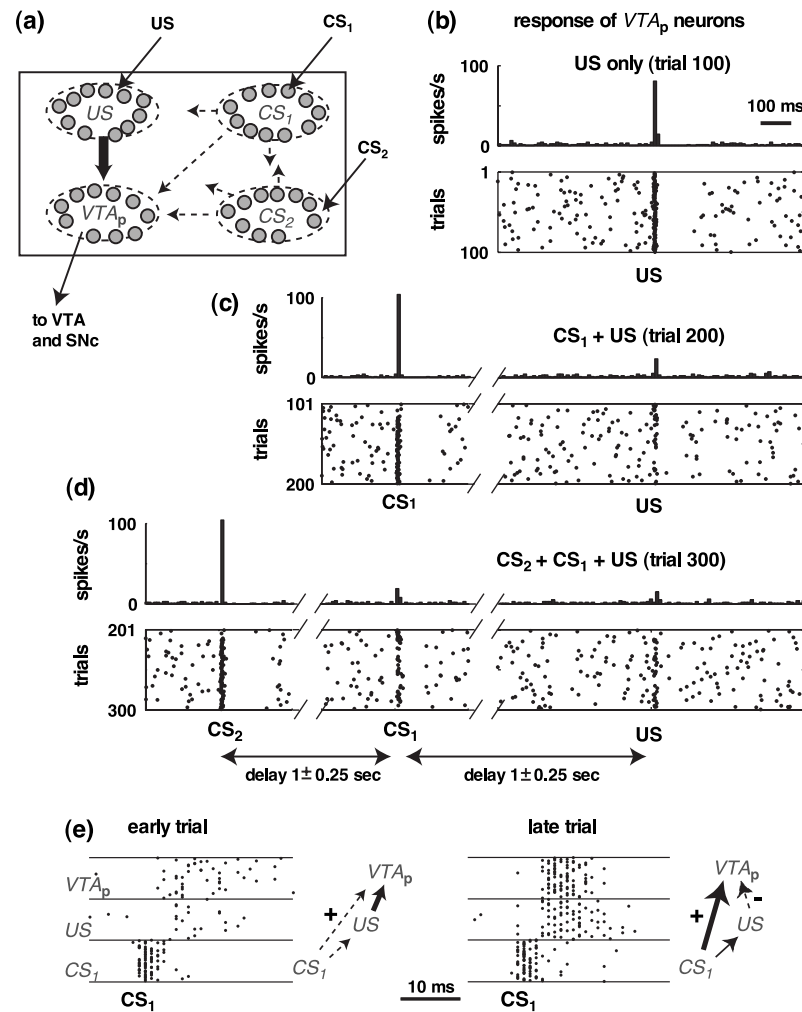 (a)
US
CS1
US
CS1
CS2
VTAp
CS2
to VTA
and SNc
(b)
response of VTAp neurons
US only (trial 100)
100 ms
spikes/s
100
0
trials
1
100
US
(c)
CS1 + US (trial 200)
spikes/s
100
0
trials
101
200
CS1
US
(d)
CS2 + CS1 + US (trial 300)
spikes/s
100
0
trials
201
300
CS2
CS1
US
delay 1± 0.25 sec
delay 1± 0.25 sec
(e)
early trial
late trial
VTAp
US
CS1
CS1
VTAp
+
US
CS1
10 ms
CS1
VTAp
+
-
US
CS1